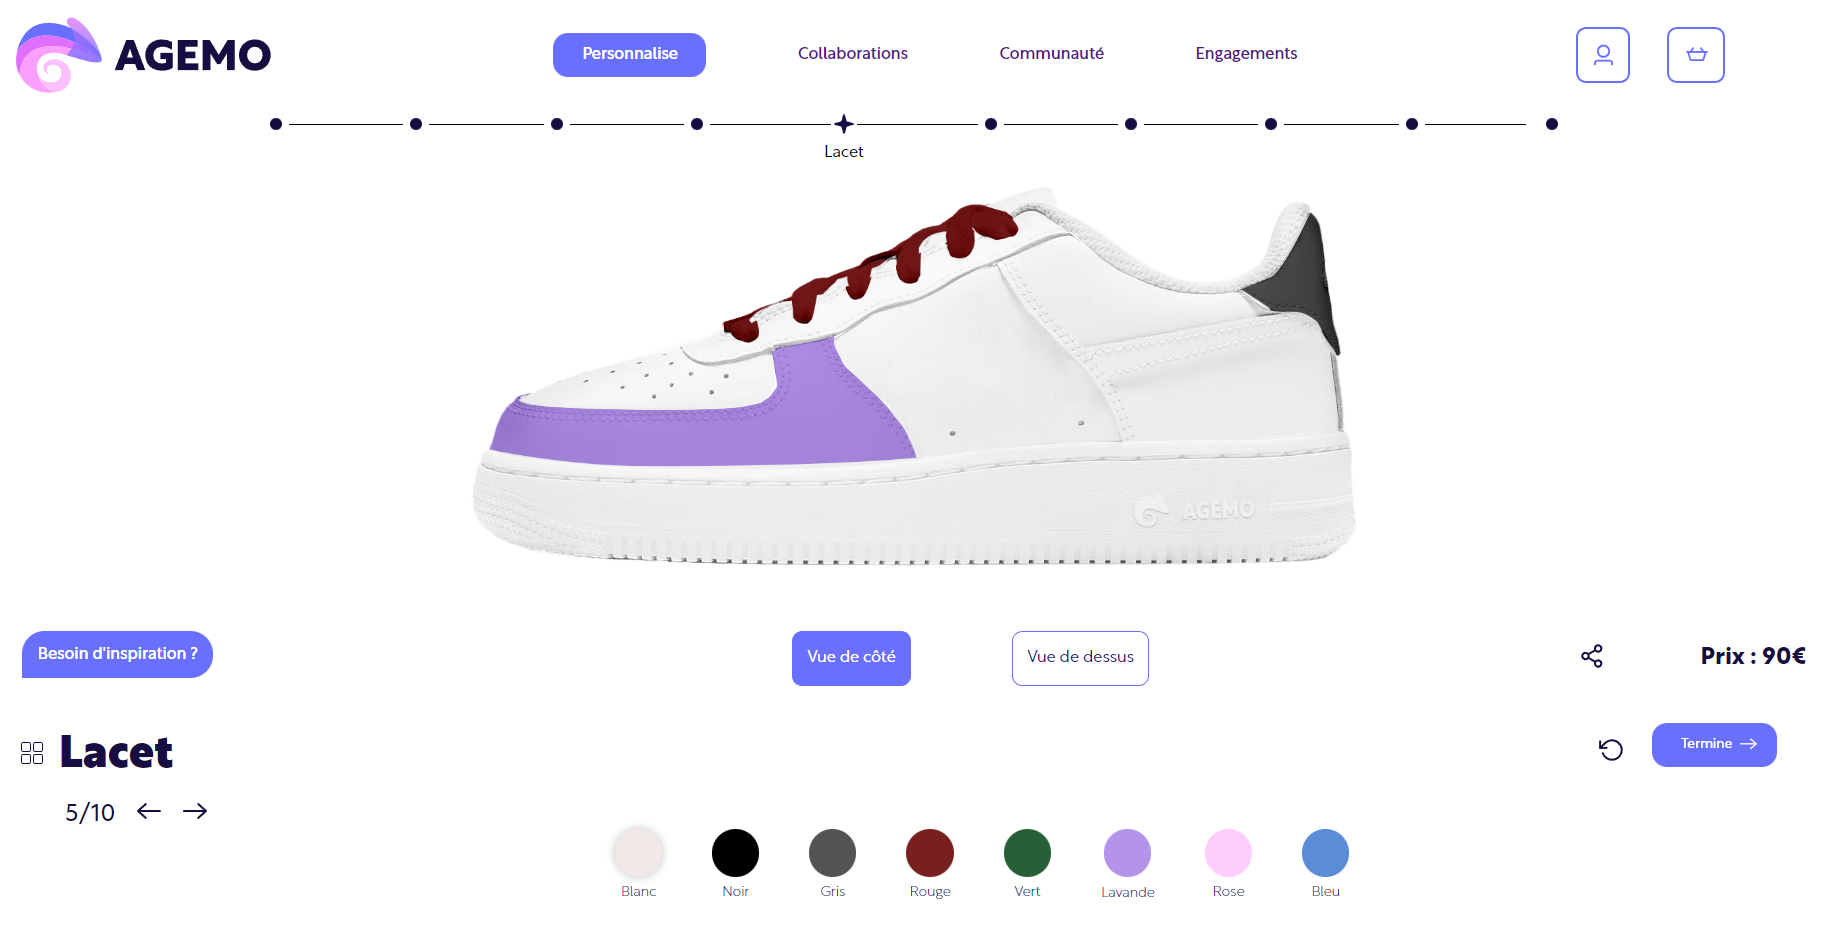 AGEMO
Personnalise
Collaborations
Communauté
Engagements
Lacet
AGEMO
Besoin d'inspiration ?
Vue de côté
Vue de dessus
Prix : 90€
Lacet
Termine
5/10
Blanc
Noir
Gris
Rouge
Vert
Lavande
Rose
Bleu